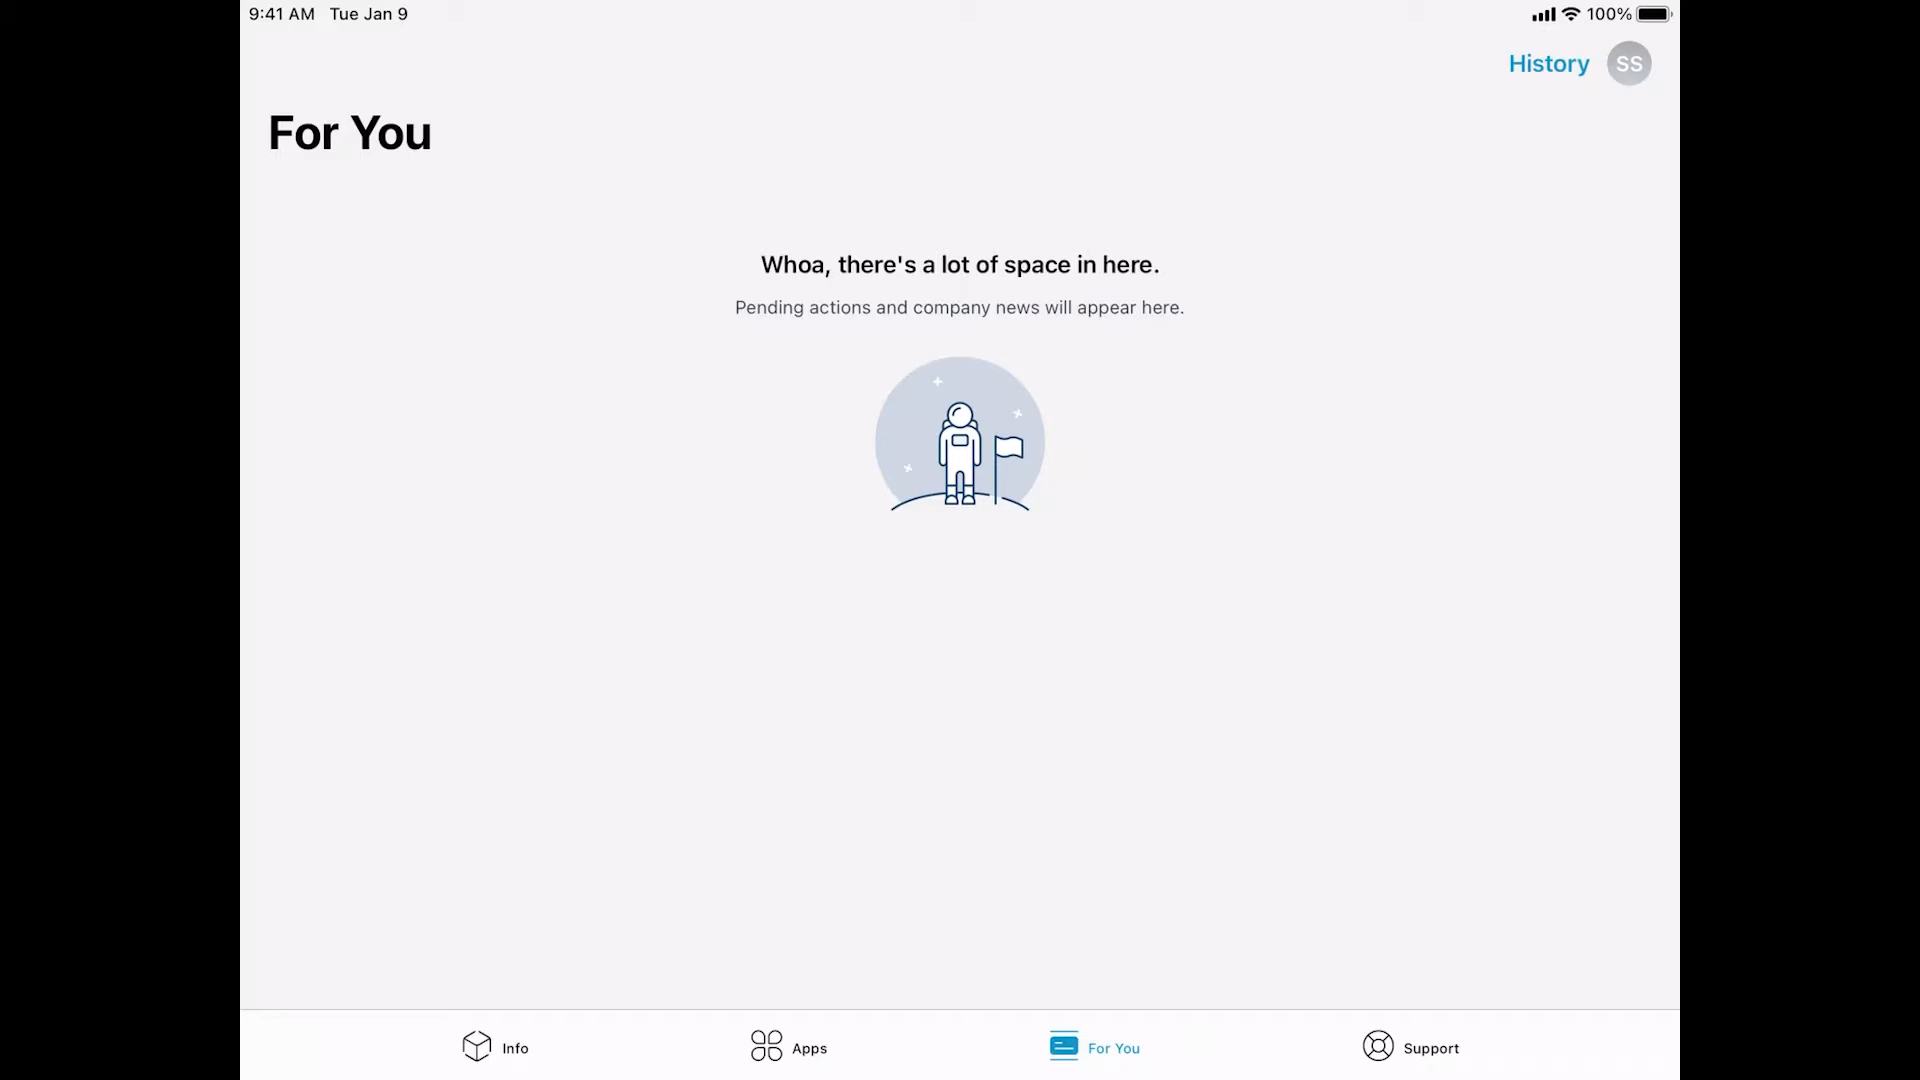 9:41 AM Tue Jan 9
100%
History
SS
For You
Whoa, there's a lot of space in here.
Pending actions and company news will appear here.
Info
Apps
For You
Support